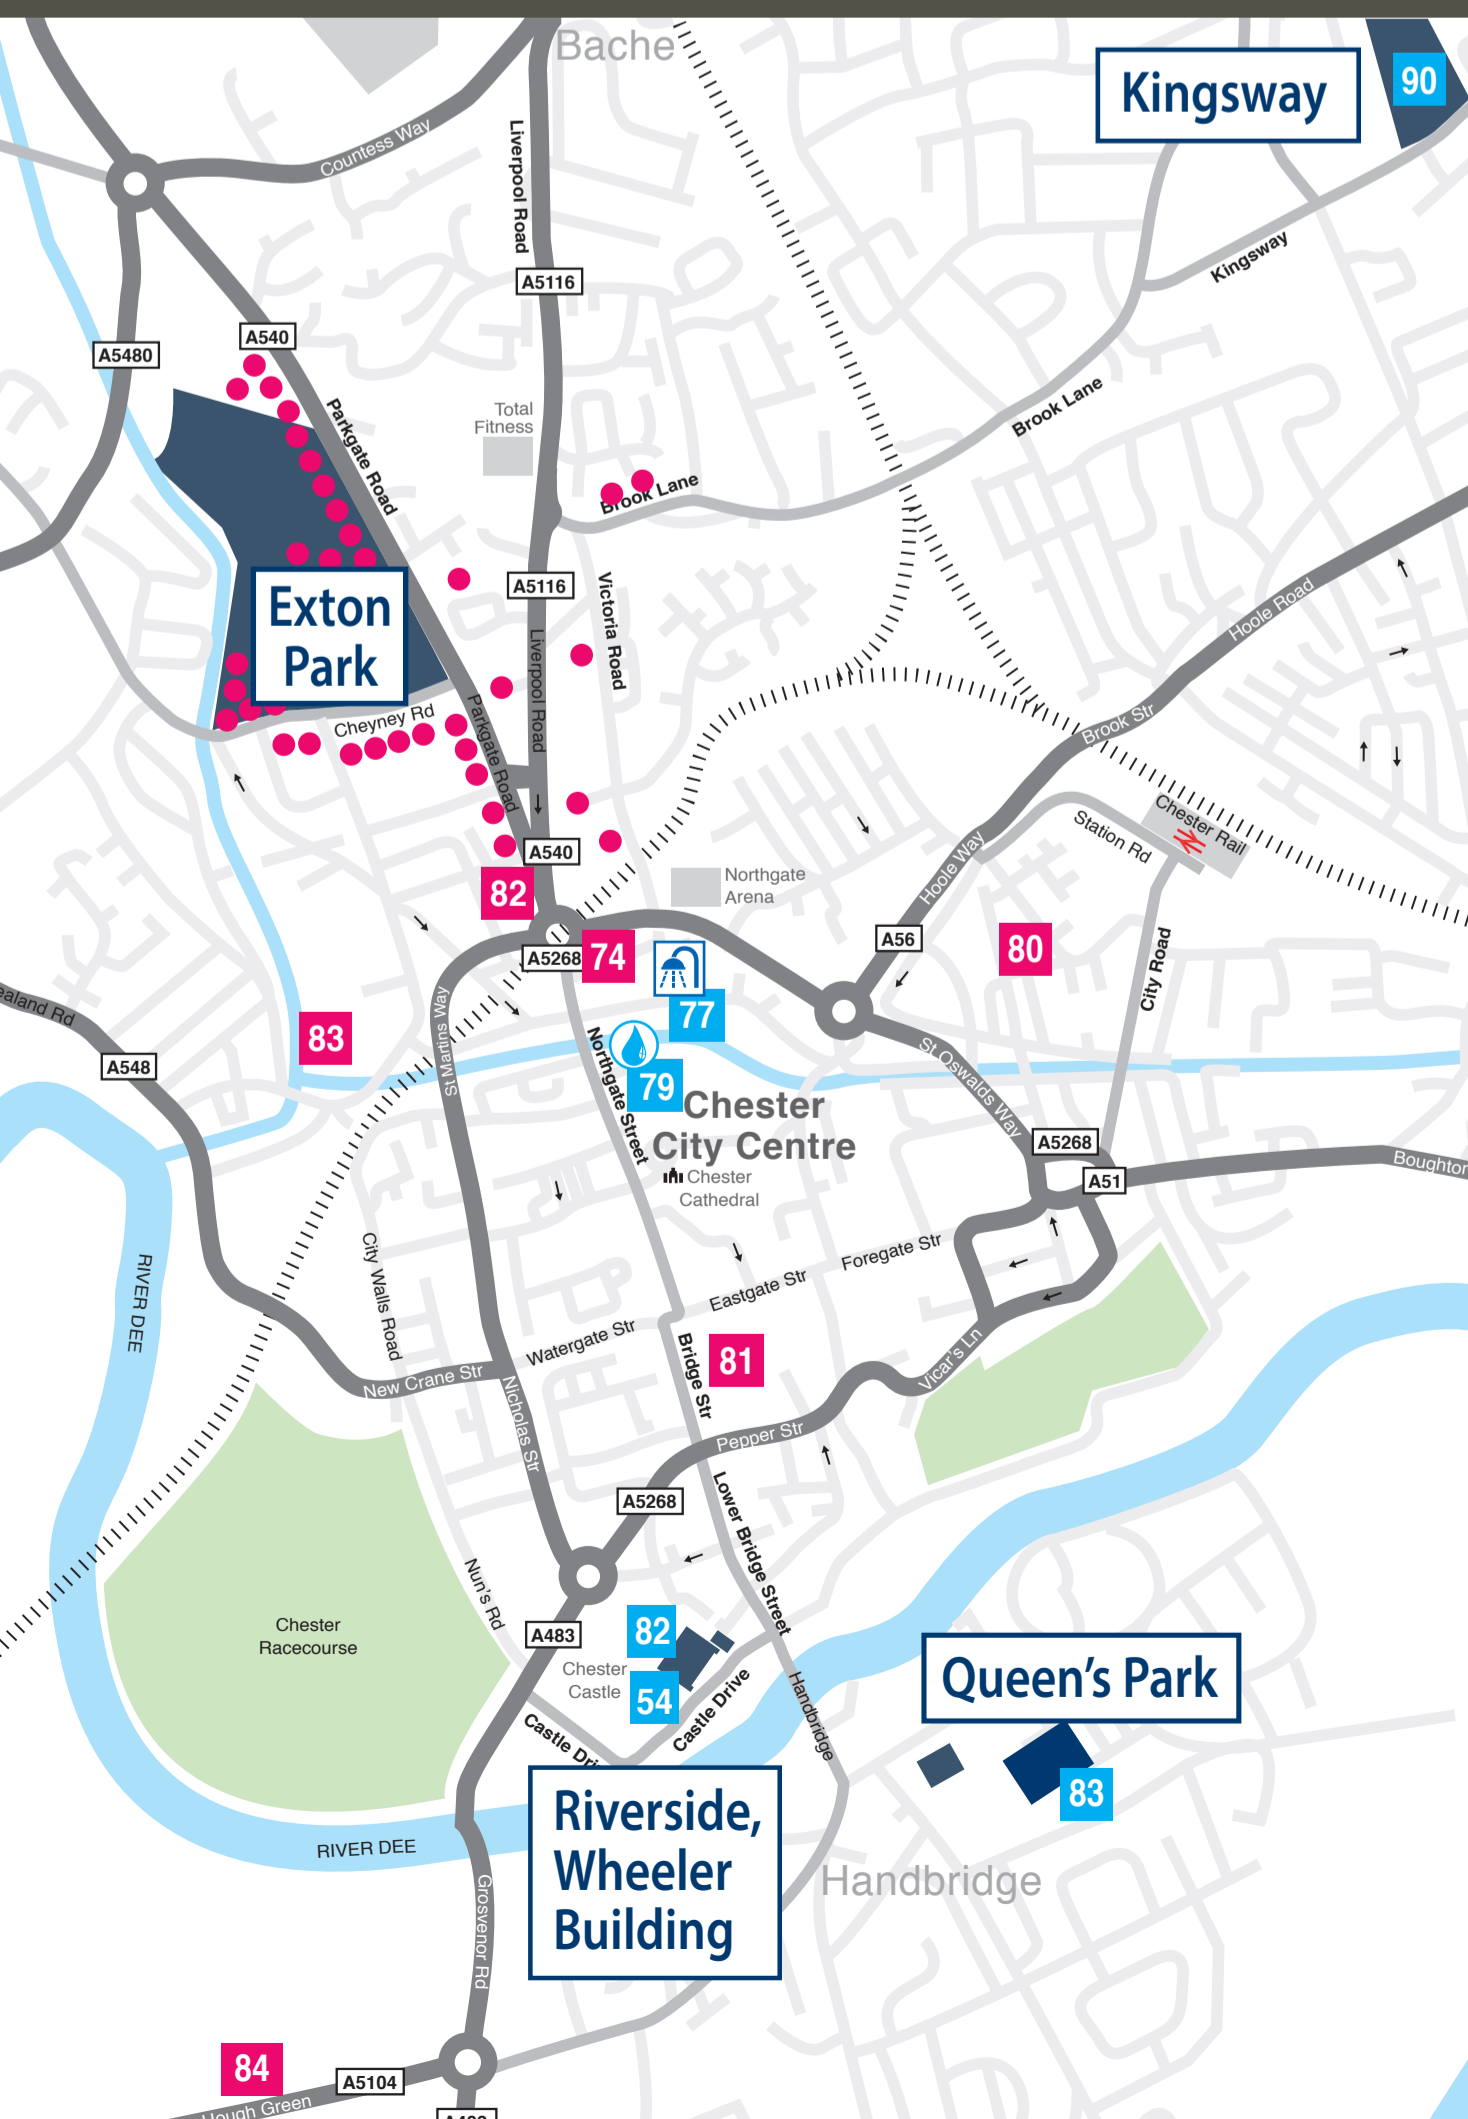 Bache
Kingsway
90
Countess Way
Liverpool Road
A5116
Kingsway
A540
A5480
Parkgate Road
Total
Fitness
Brook Lane
Brook Lane
A5116
Victoria Road
Hoole Road
Exton
Park
Liverpool Road
Cheyney Rd
Parkgate Road
Brook Str
Chester Rail
Station Rd
A540
Hoole Way
82
Northgate
Arena
A56
80
City Road
A5268
74
77
83
St Martins Way
A548
Northgate Street
79
St Oswalds Way
Chester
City Centre
A5268
Boughton
A51
Chester
Cathedral
RIVER DEE
City Walls Road
Foregate Str
Eastgate Str
Watergate Str
Bridge Str
81
Vicar's Ln
New Crane Str
Nicholas Str
Pepper Str
A5268
Lower Bridge Street
Nun's Rd
Chester
Racecourse
A483
82
Chester
Castle
54
Castle Drive
Castle Dri
Handbridge
Queen's Park
83
Riverside,
Wheeler
Building
RIVER DEE
Handbridge
Grosvenor Rd
84
A5104
Hough Green